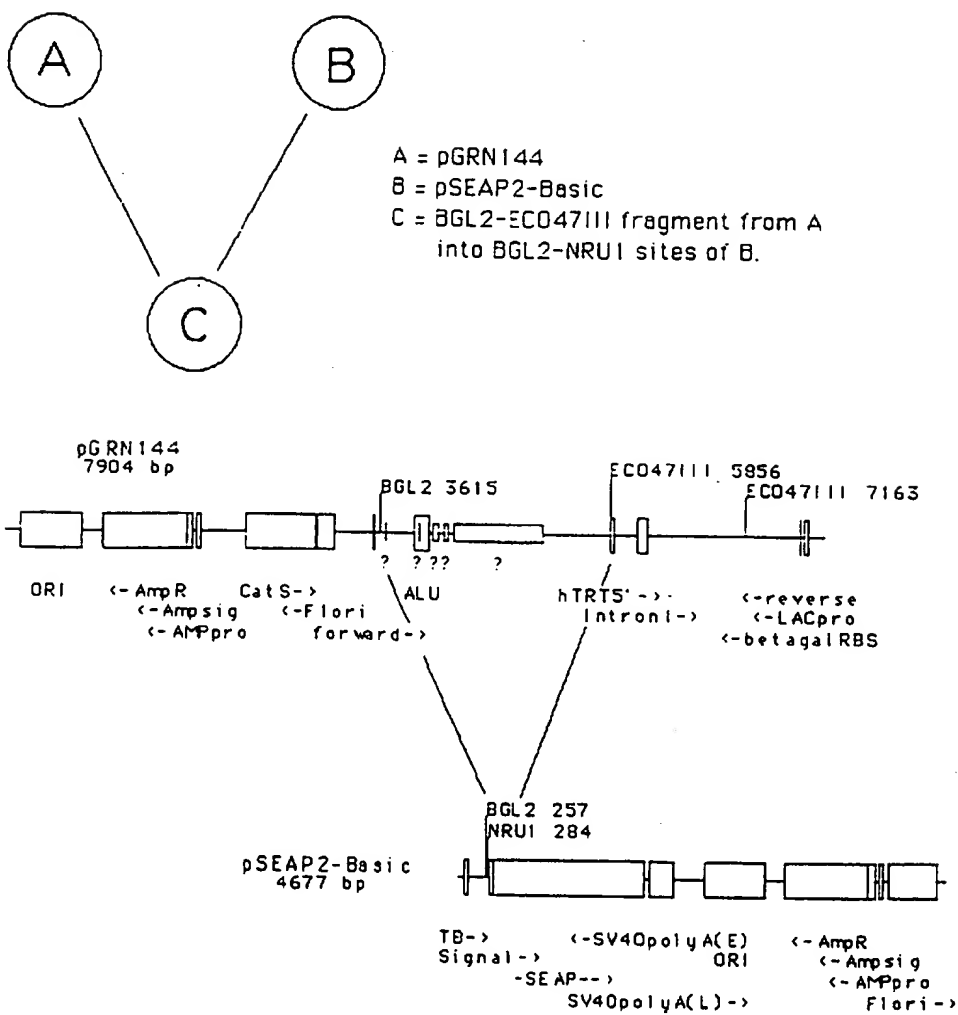 A
B
C
A = pGRN144
B = pSEAP2-Basic
C = BGL2-ECO47III fragment from A
into BGL2-NRU1 sites of B.
pGRN144
7904 bp
BGL2 3615
ECO47III 5856
ECO47III 7163
? ? ?? ?
ORI
<-AmpR
<-Ampsig
<-AMPpro
CatS->
<-Flori
forward->
ALU
hTRT5'->
Intron1->
<-reverse
<-LACpro
<-betagalRBS
BGL2 257
NRU1 284
pSEAP2-Basic
4677 bp
TB->
Signal->
-SEAP-->
<-SV40polyA(E)
ORI
SV40polyA(L)->
<-AmpR
<-Ampsig
<-AMPpro
Flori->